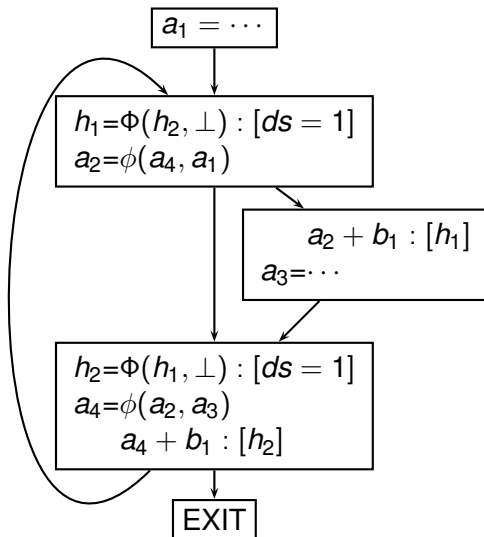 a₁ = ⋯
h₁=Φ(h₂, ⊥) : [ds = 1]
a₂=ϕ(a₄, a₁)
a₂ + b₁ : [h₁]
a₃=⋯
h₂=Φ(h₁, ⊥) : [ds = 1]
a₄=ϕ(a₂, a₃)
a₄ + b₁ : [h₂]
EXIT